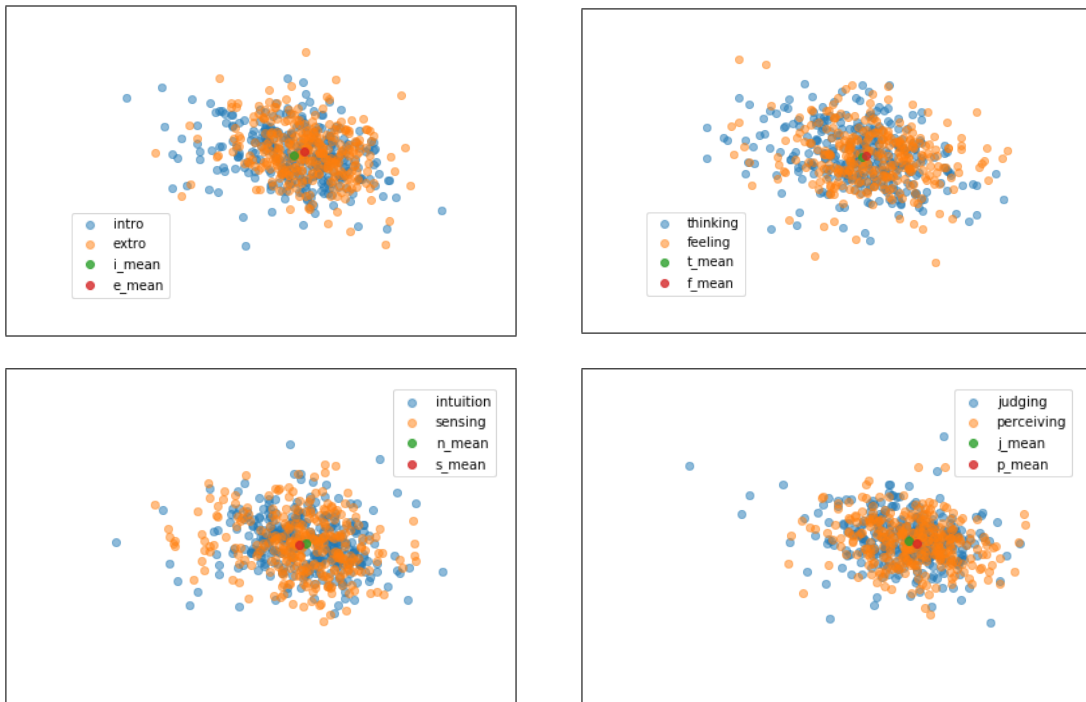 intro
extro
i_mean
e_mean
thinking
feeling
t_mean
f_mean
intuition
sensing
n_mean
s_mean
judging
perceiving
j_mean
p_mean